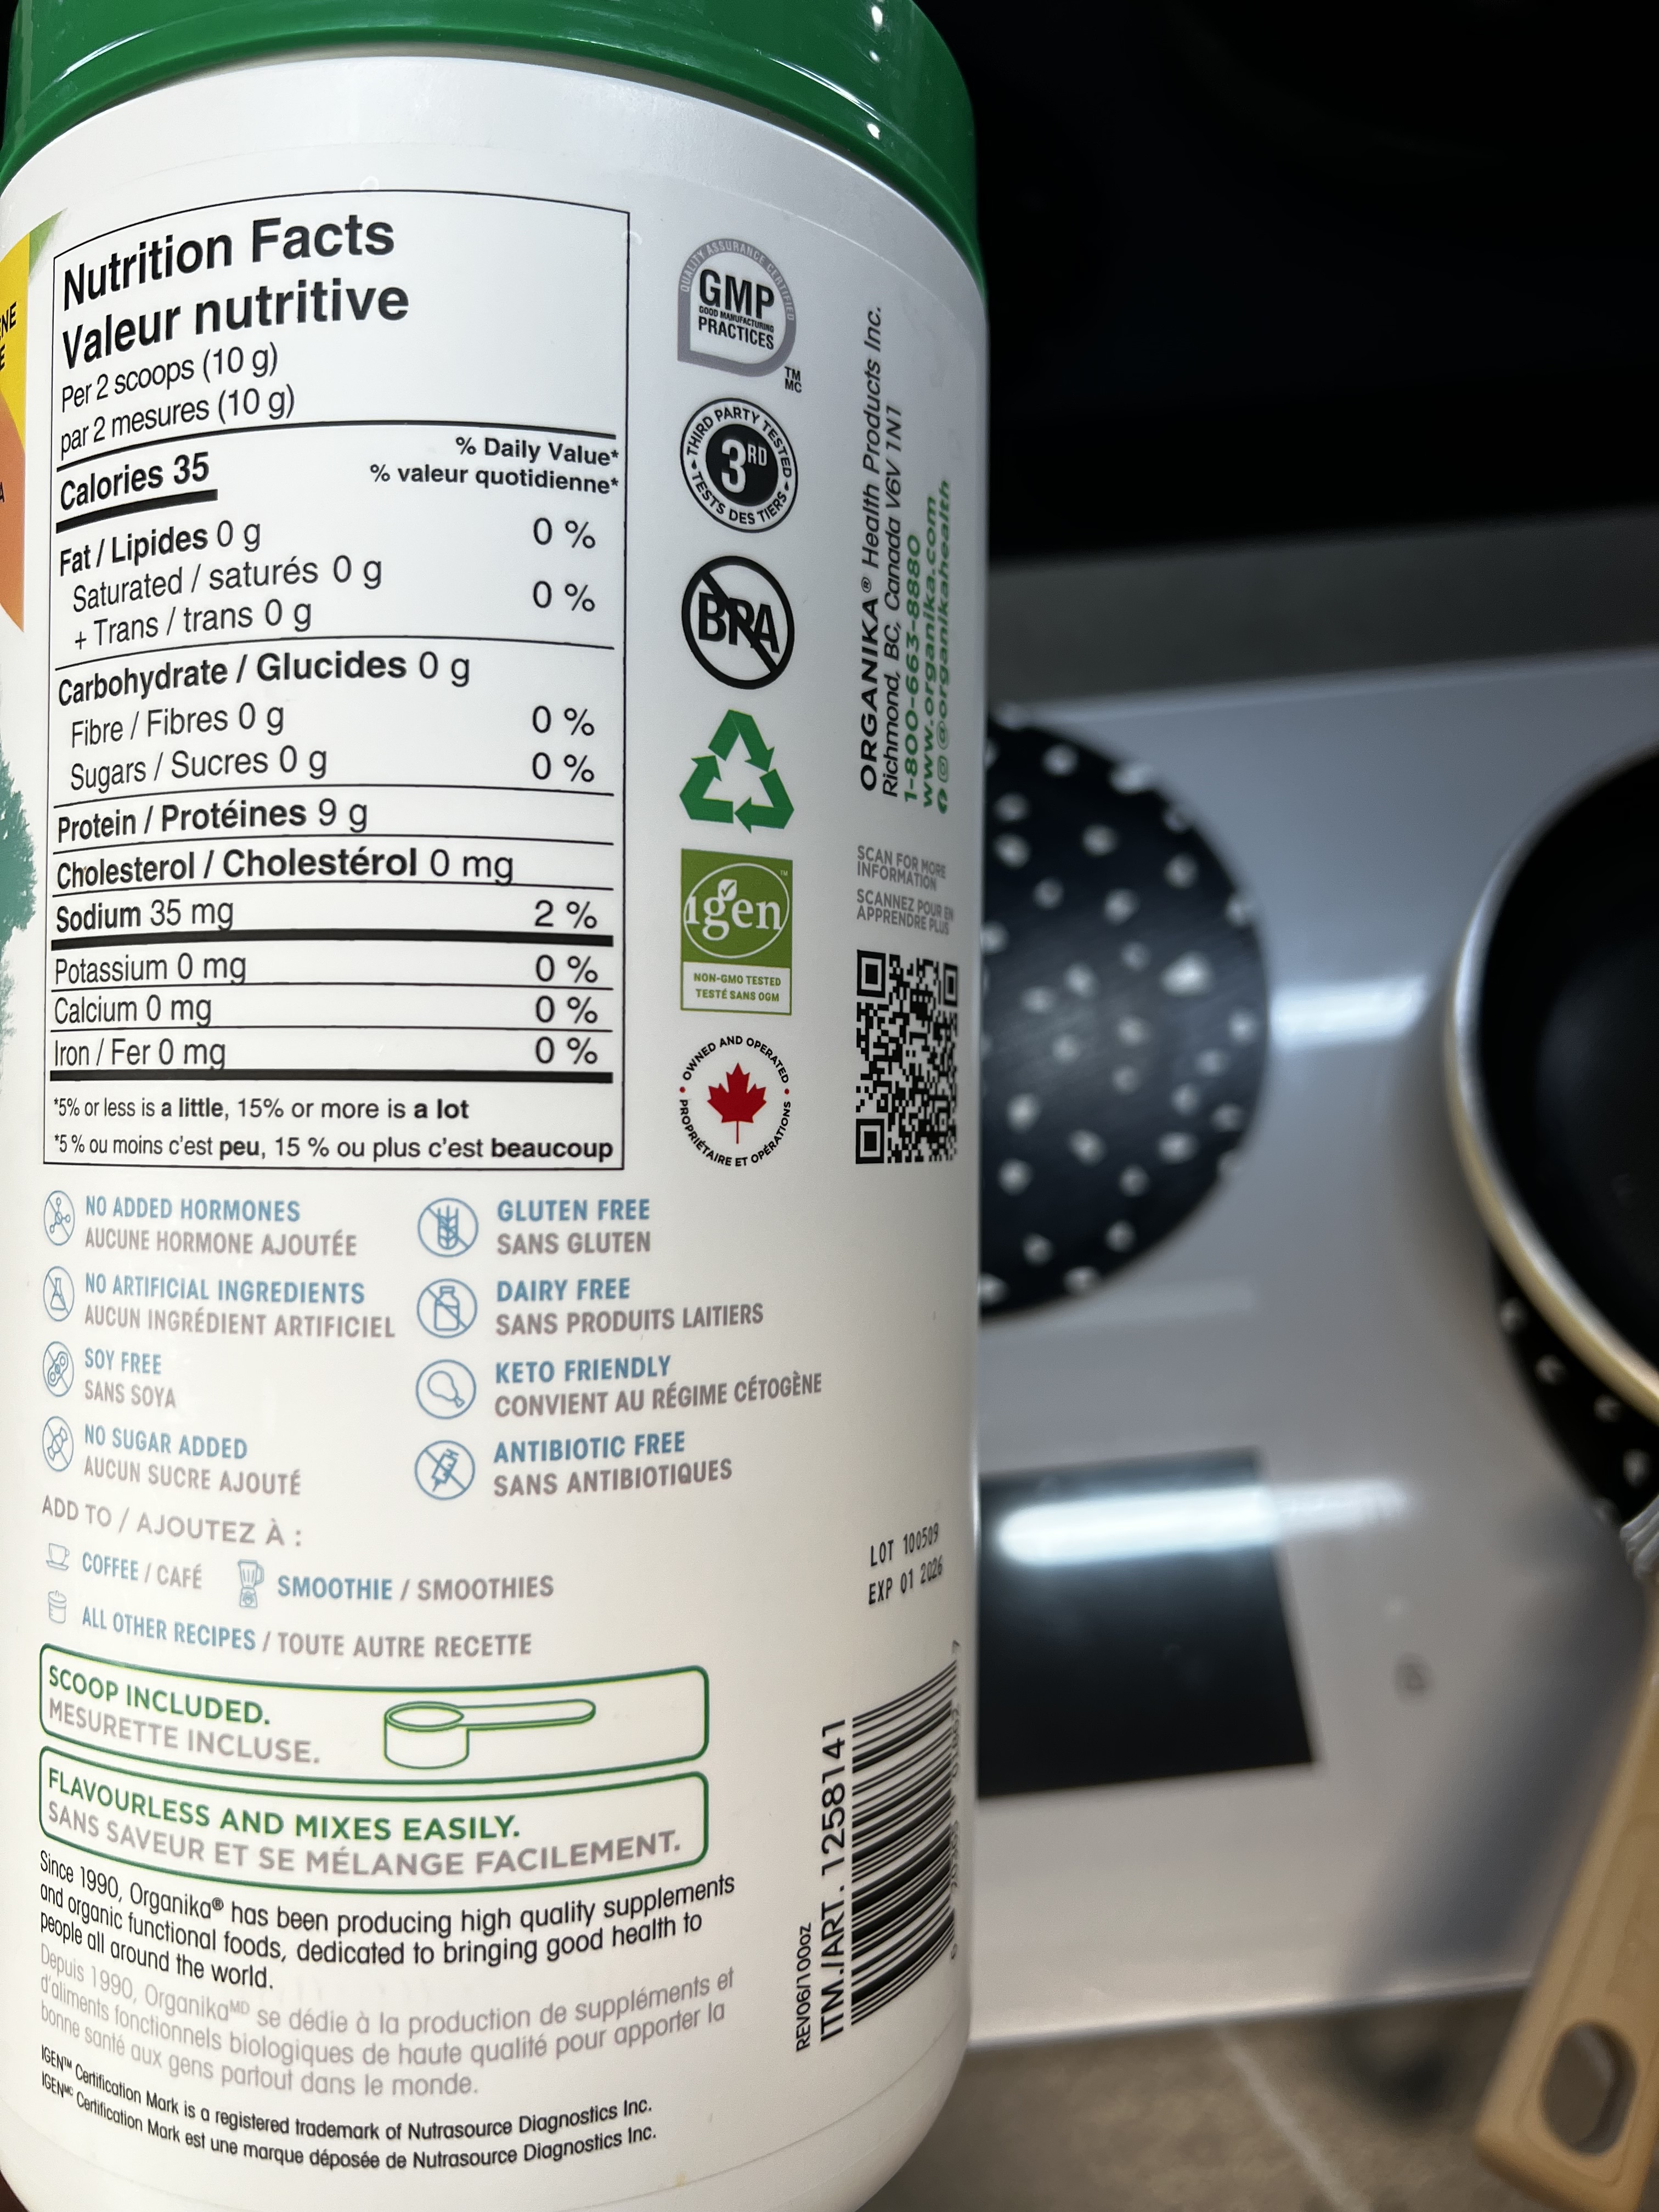 Nutrition Facts
Valeur nutritive
Per 2 scoops (10 g)
par 2 mesures (10 g)
% Daily Value*
% valeur quotidienne*
Calories 35
Fat / Lipides 0 g 0 %
Saturated / saturés 0 g
+ Trans / trans 0 g 0 %
Carbohydrate / Glucides 0 g
Fibre / Fibres 0 g 0 %
Sugars / Sucres 0 g 0 %
Protein / Protéines 9 g
Cholesterol / Cholestérol 0 mg
Sodium 35 mg 2 %
Potassium 0 mg 0 %
Calcium 0 mg 0 %
Iron / Fer 0 mg 0 %
*5% or less is a little, 15% or more is a lot
*5 % ou moins c'est peu, 15 % ou plus c'est beaucoup
QUALITY ASSURANCE CERTIFIED
GMP
GOOD MANUFACTURING
PRACTICES
TM
MC
THIRD PARTY TESTED
3RD
TESTS DES TIERS
BPA
igen™
NON-GMO TESTED
TESTÉ SANS OGM
OWNED AND OPERATED
PROPRIÉTAIRE ET OPÉRATIONS
ORGANIKA® Health Products Inc.
Richmond, BC, Canada V6V 1N1
1-800-663-8880
www.organika.com
@organikahealth
SCAN FOR MORE
INFORMATION
SCANNEZ POUR EN
APPRENDRE PLUS
NO ADDED HORMONES
AUCUNE HORMONE AJOUTÉE
GLUTEN FREE
SANS GLUTEN
NO ARTIFICIAL INGREDIENTS
AUCUN INGRÉDIENT ARTIFICIEL
DAIRY FREE
SANS PRODUITS LAITIERS
SOY FREE
SANS SOYA
KETO FRIENDLY
CONVIENT AU RÉGIME CÉTOGÈNE
NO SUGAR ADDED
AUCUN SUCRE AJOUTÉ
ANTIBIOTIC FREE
SANS ANTIBIOTIQUES
ADD TO / AJOUTEZ À :
COFFEE / CAFÉ
SMOOTHIE / SMOOTHIES
ALL OTHER RECIPES / TOUTE AUTRE RECETTE
LOT 100509
EXP 01 2026
SCOOP INCLUDED.
MESURETTE INCLUSE.
FLAVOURLESS AND MIXES EASILY.
SANS SAVEUR ET SE MÉLANGE FACILEMENT.
Since 1990, Organika® has been producing high quality supplements
and organic functional foods, dedicated to bringing good health to
people all around the world.
Depuis 1990, OrganikaMD se dédie à la production de suppléments et
d'aliments fonctionnels biologiques de haute qualité pour apporter la
bonne santé aux gens partout dans le monde.
IGEN™ Certification Mark is a registered trademark of Nutrasource Diagnostics Inc.
IGENMC Certification Mark est une marque déposée de Nutrasource Diagnostics Inc.
REV06/100oz
ITM./ART. 1258141